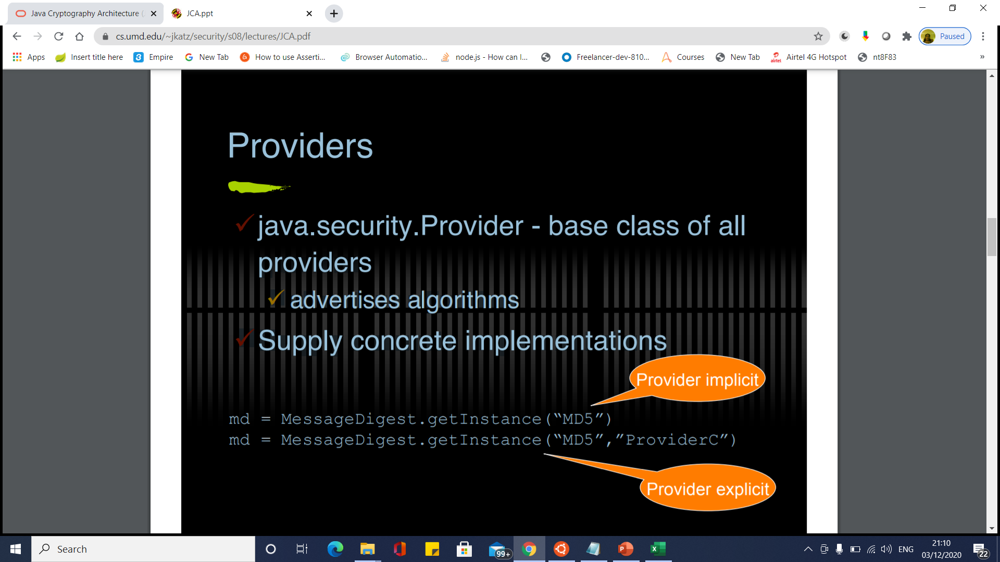 Java Cryptography Architecture (
JCA.ppt
cs.umd.edu/~jkatz/security/s08/lectures/JCA.pdf
Paused
Apps
Insert title here
Empire
New Tab
How to use Asserti...
Browser Automatio...
node.js - How can I...
Freelancer-dev-810...
Courses
New Tab
airtel
Airtel 4G Hotspot
nt8F83
»
Providers
java.security.Provider - base class of all
providers
advertises algorithms
Supply concrete implementations
Provider implicit
md = MessageDigest.getInstance(“MD5”)
md = MessageDigest.getInstance(“MD5”,”ProviderC”)
Provider explicit
Search
99+
ENG
21:10
03/12/2020
22